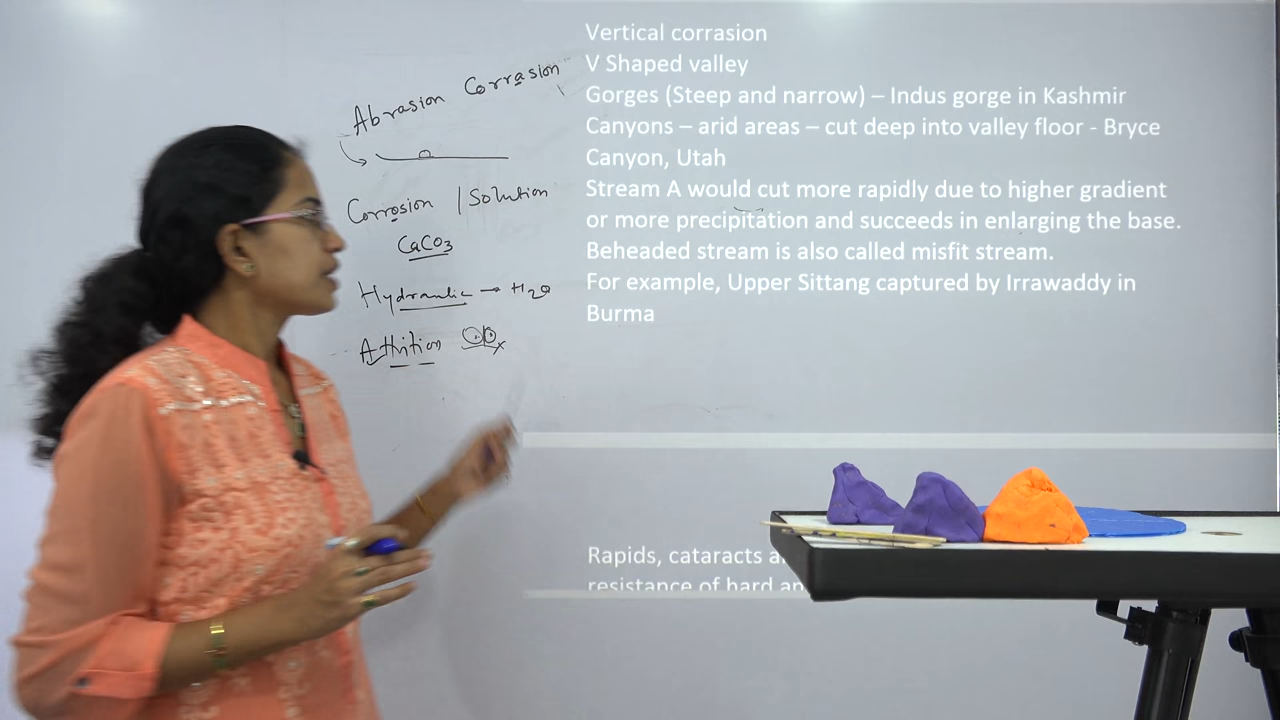 Abrasion Corrasion
Corrosion | Solution
CaCO3
Hydraulic → H2O
Attrition
Vertical corrasion
V Shaped valley
Gorges (Steep and narrow) – Indus gorge in Kashmir
Canyons – arid areas – cut deep into valley floor - Bryce
Canyon, Utah
Stream A would cut more rapidly due to higher gradient
or more precipitation and succeeds in enlarging the base.
Beheaded stream is also called misfit stream.
For example, Upper Sittang captured by Irrawaddy in
Burma
Rapids, cataracts
resistance of hard